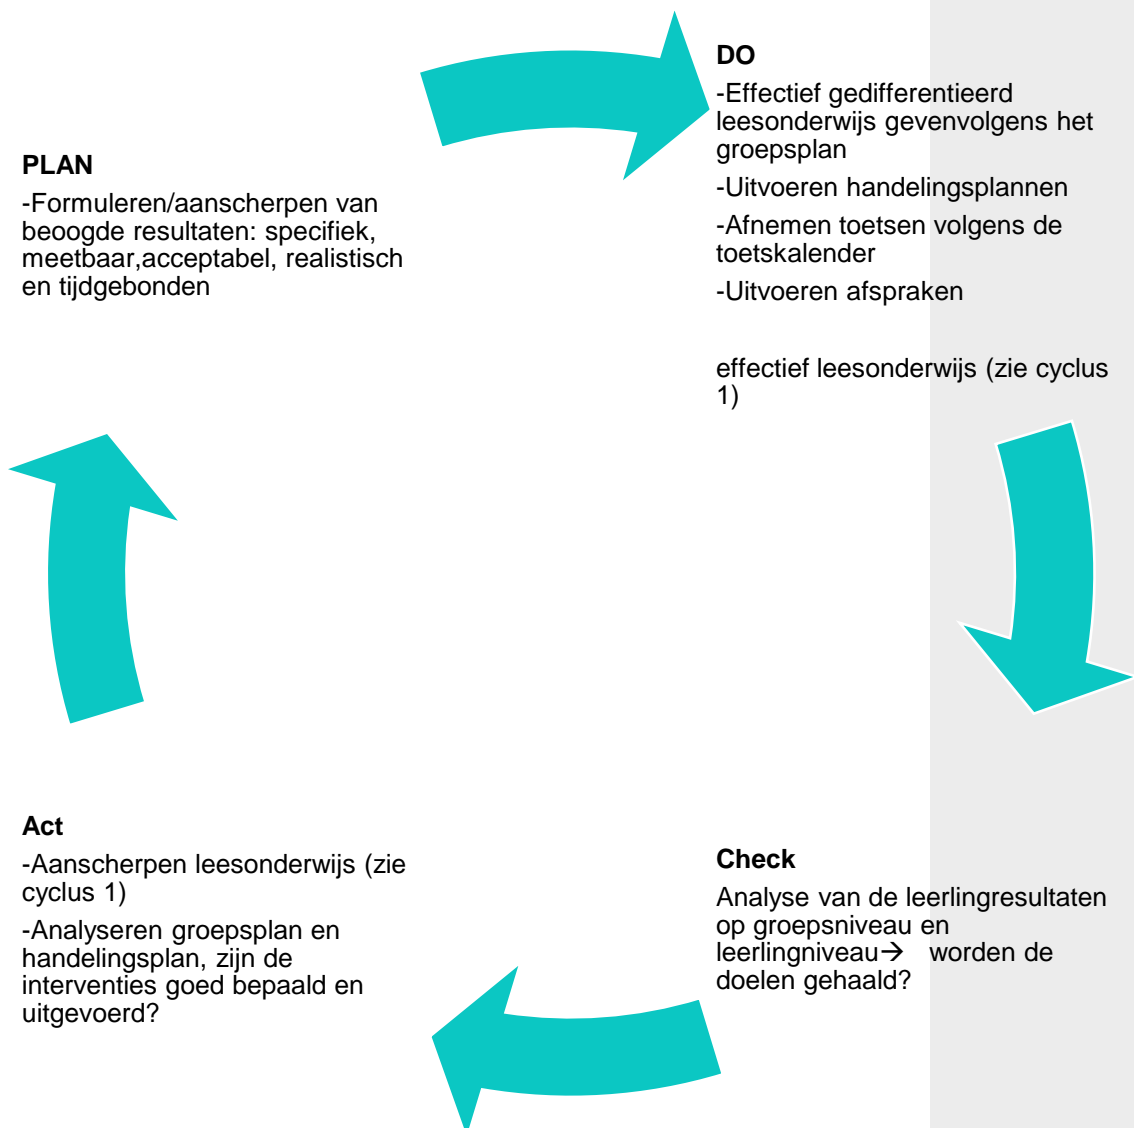 PLAN
-Formuleren/aanscherpen van
beoogde resultaten: specifiek,
meetbaar,acceptabel, realistisch
en tijdgebonden
DO
-Effectief gedifferentieerd
leesonderwijs gevenvolgens het
groepsplan
-Uitvoeren handelingsplannen
-Afnemen toetsen volgens de
toetskalender
-Uitvoeren afspraken
effectief leesonderwijs (zie cyclus
1)
Check
Analyse van de leerlingresultaten
op groepsniveau en
leerlingniveau→ worden de
doelen gehaald?
Act
-Aanscherpen leesonderwijs (zie
cyclus 1)
-Analyseren groepsplan en
handelingsplan, zijn de
interventies goed bepaald en
uitgevoerd?